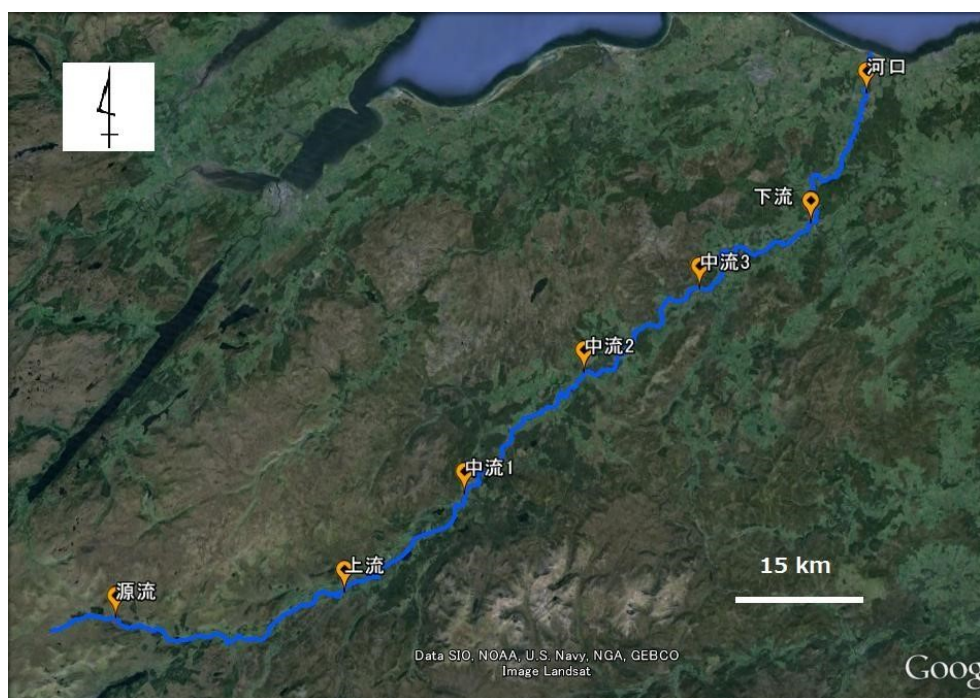 河口
下流
中流3
中流2
中流1
上流
源流
15 km
Data SIO, NOAA, U.S. Navy, NGA, GEBCO
Image Landsat
Goog